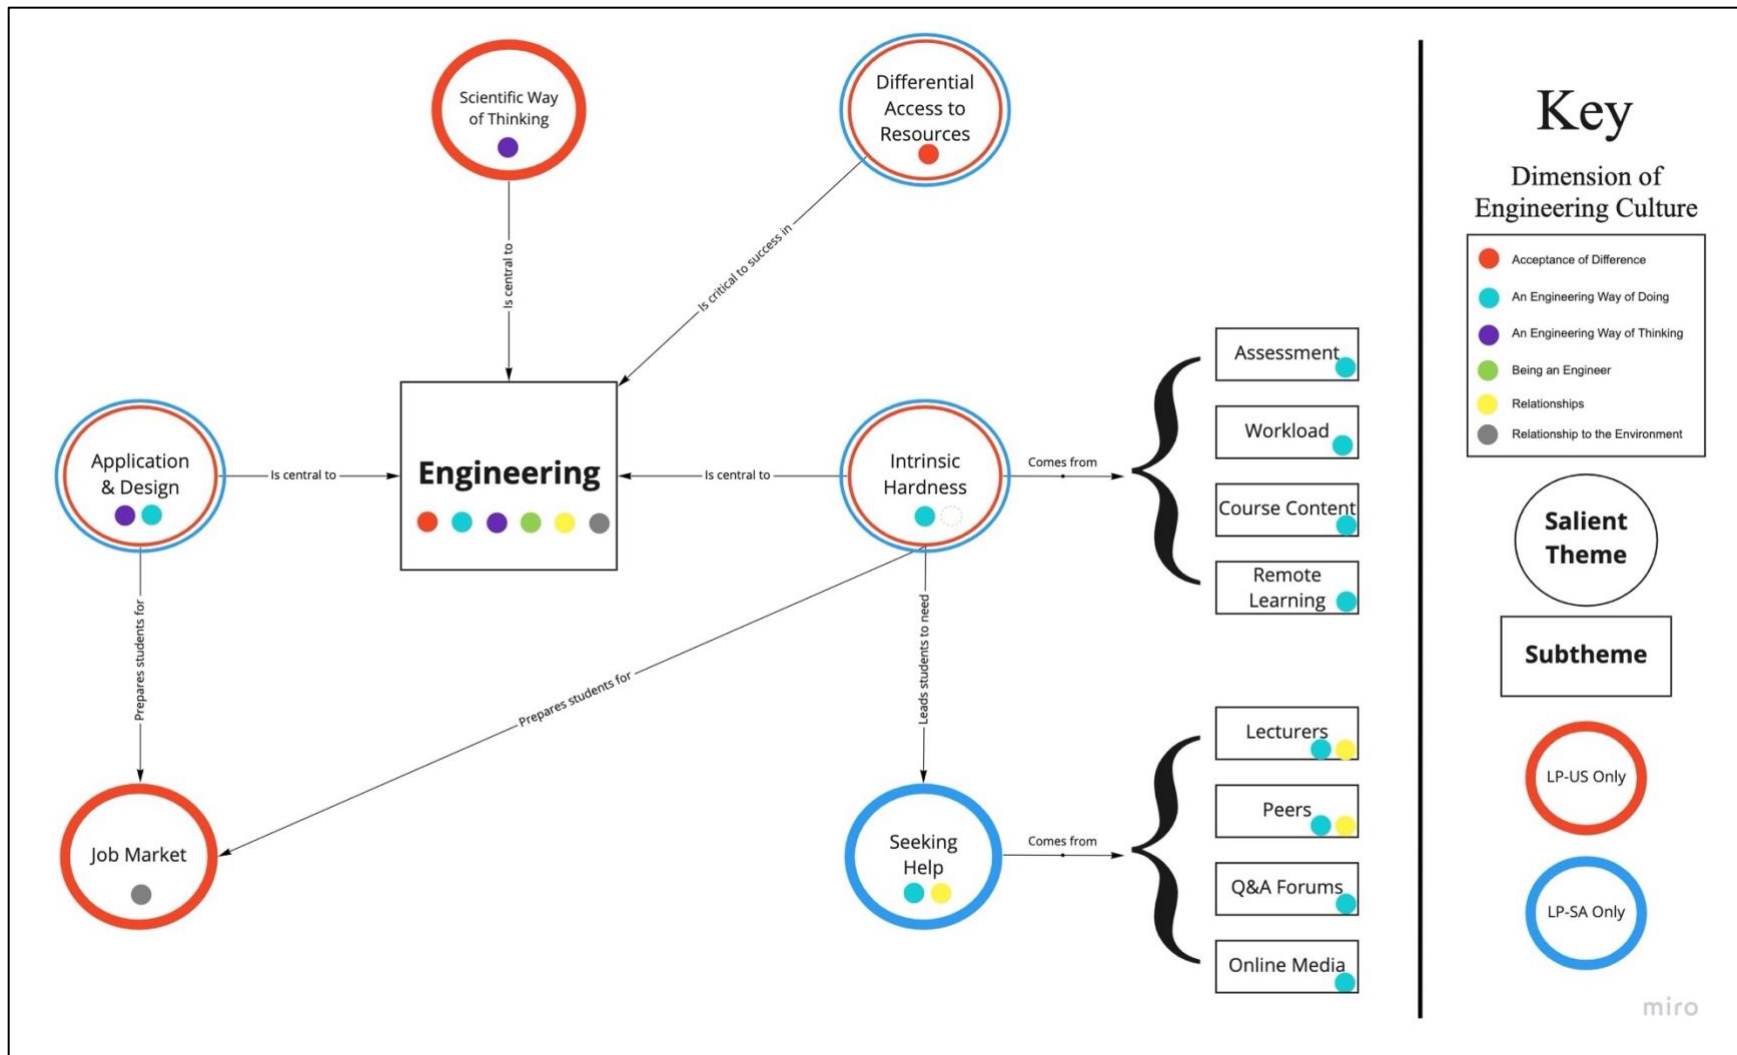 Scientific Way
of Thinking
Differential
Access to
Resources
Is central to
Is critical to success in
Application
& Design
Is central to
Engineering
Is central to
Intrinsic
Hardness
Comes from
Assessment
Workload
Course Content
Remote
Learning
Prepares students for
Prepares students for
Leads students to need
Job Market
Seeking
Help
Comes from
Lecturers
Peers
Q&A Forums
Online Media
Key
Dimension of
Engineering Culture
Acceptance of Difference
An Engineering Way of Doing
An Engineering Way of Thinking
Being an Engineer
Relationships
Relationship to the Environment
Salient
Theme
Subtheme
LP-US Only
LP-SA Only
miro